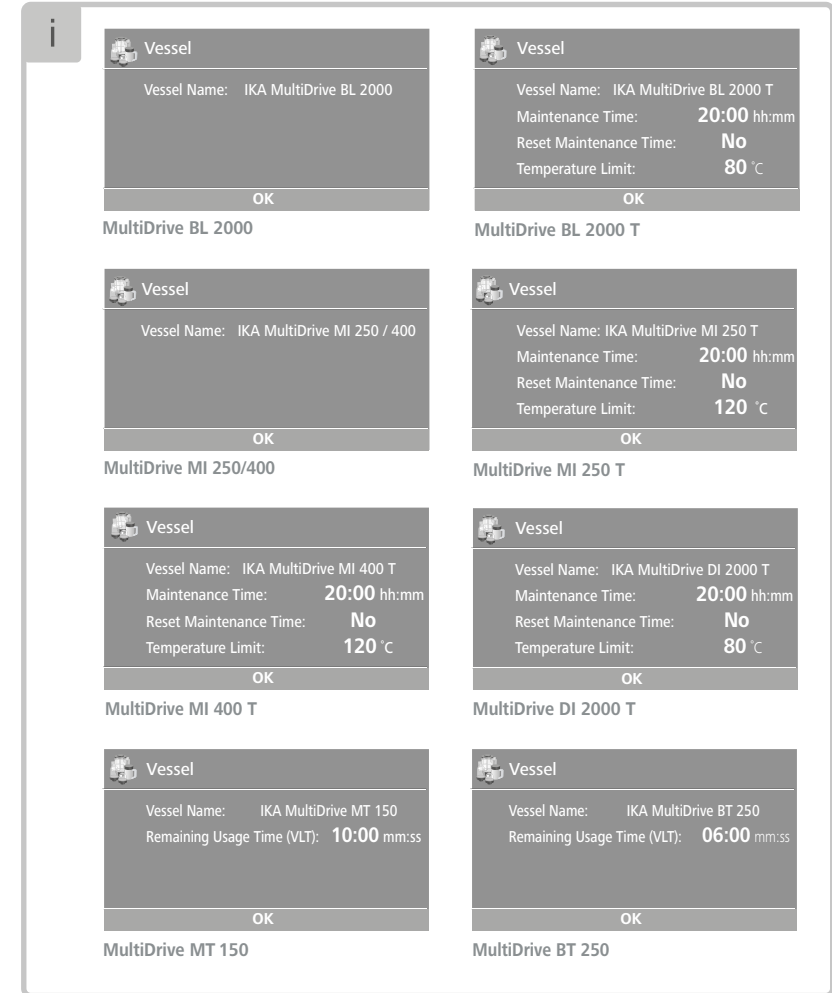 i
Vessel
Vessel Name: IKA MultiDrive BL 2000
OK
MultiDrive BL 2000
Vessel
Vessel Name: IKA MultiDrive BL 2000 T
Maintenance Time: 20:00 hh:mm
Reset Maintenance Time: No
Temperature Limit: 80 °C
OK
MultiDrive BL 2000 T
Vessel
Vessel Name: IKA MultiDrive MI 250 / 400
OK
MultiDrive MI 250/400
Vessel
Vessel Name: IKA MultiDrive MI 250 T
Maintenance Time: 20:00 hh:mm
Reset Maintenance Time: No
Temperature Limit: 120 °C
OK
MultiDrive MI 250 T
Vessel
Vessel Name: IKA MultiDrive MI 400 T
Maintenance Time: 20:00 hh:mm
Reset Maintenance Time: No
Temperature Limit: 120 °C
OK
MultiDrive MI 400 T
Vessel
Vessel Name: IKA MultiDrive DI 2000 T
Maintenance Time: 20:00 hh:mm
Reset Maintenance Time: No
Temperature Limit: 80 °C
OK
MultiDrive DI 2000 T
Vessel
Vessel Name: IKA MultiDrive MT 150
Remaining Usage Time (VLT): 10:00 mm:ss
OK
MultiDrive MT 150
Vessel
Vessel Name: IKA MultiDrive BT 250
Remaining Usage Time (VLT): 06:00 mm:ss
OK
MultiDrive BT 250